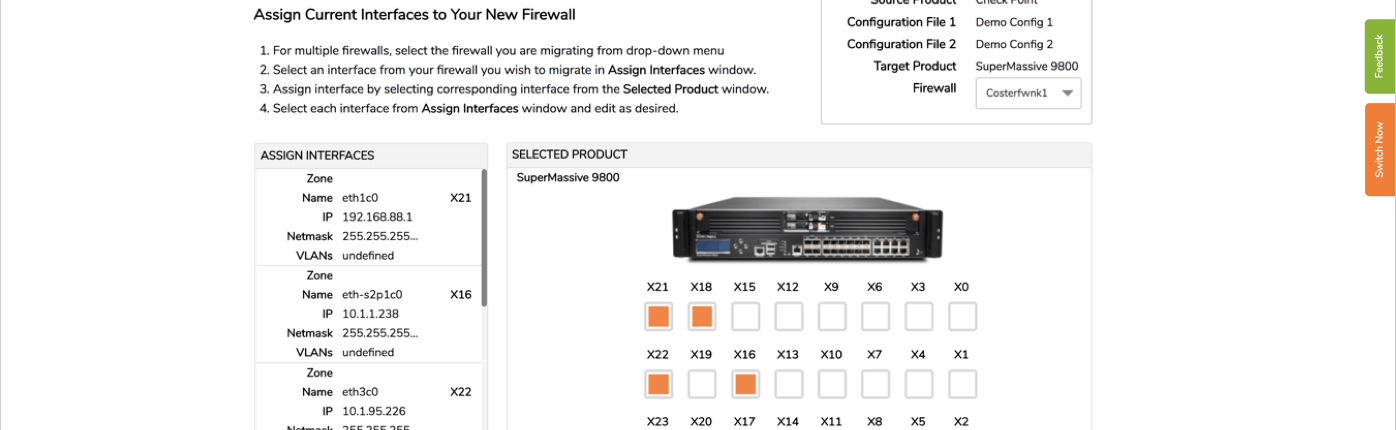 Assign Current Interfaces to Your New Firewall
1. For multiple firewalls, select the firewall you are migrating from drop-down menu
2. Select an interface from your firewall you wish to migrate in Assign Interfaces window.
3. Assign interface by selecting corresponding interface from the Selected Product window.
4. Select each interface from Assign Interfaces window and edit as desired.
Source Product Check Point
Configuration File 1 Demo Config 1
Configuration File 2 Demo Config 2
Target Product SuperMassive 9800
Firewall Costerfwnk1
Feedback
Switch Now
ASSIGN INTERFACES
Zone
Name eth1c0 X21
IP 192.168.88.1
Netmask 255.255.255...
VLANs undefined
Zone
Name eth-s2p1c0 X16
IP 10.1.1.238
Netmask 255.255.255...
VLANs undefined
Zone
Name eth3c0 X22
IP 10.1.95.226
Netmask 255.255.255...
SELECTED PRODUCT
SuperMassive 9800
X21 X18 X15 X12 X9 X6 X3 X0
X22 X19 X16 X13 X10 X7 X4 X1
X23 X20 X17 X14 X11 X8 X5 X2